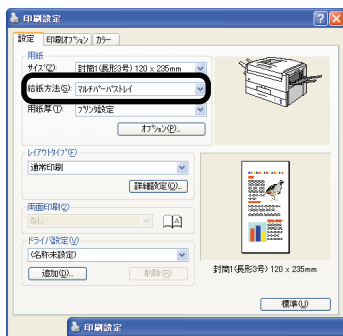 印刷設定
設定 印刷オプション カラー
用紙
サイズ(Z): 封筒1(長形3号) 120 x 235mm
給紙方法(S): マルチパーパストレイ
用紙厚(T): プリンタ設定
オプション(P)...
レイアウトタイプ(E)
通常印刷
詳細設定(O)...
両面印刷(2)
なし
ドライバ設定(V)
(名称未設定)
追加(D)... 削除(R)
封筒1(長形3号) 120 x 235mm
標準(U)
印刷設定